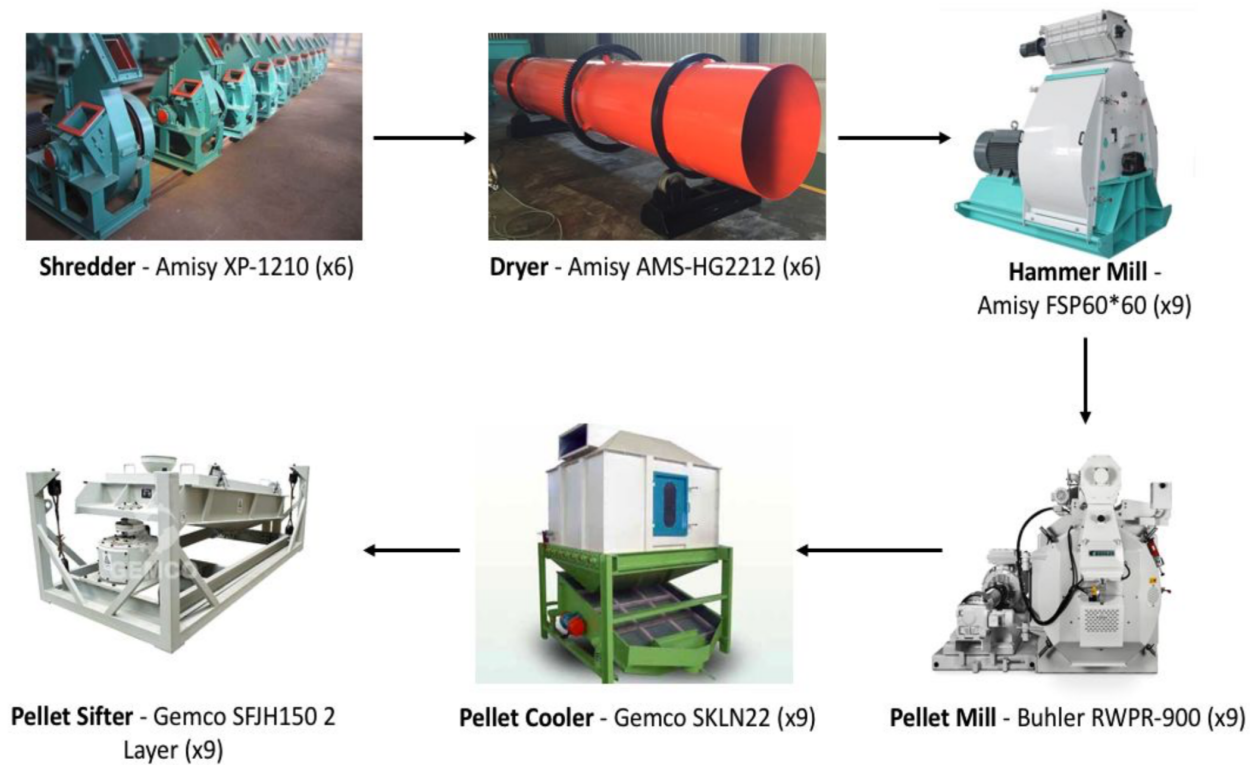 Shredder - Amisy XP-1210 (x6)
Dryer - Amisy AMS-HG2212 (x6)
Hammer Mill -
Amisy FSP60*60 (x9)
GEMCO
Pellet Sifter - Gemco SFJH150 2
Layer (x9)
Pellet Cooler - Gemco SKLN22 (x9)
Pellet Mill - Buhler RWPR-900 (x9)